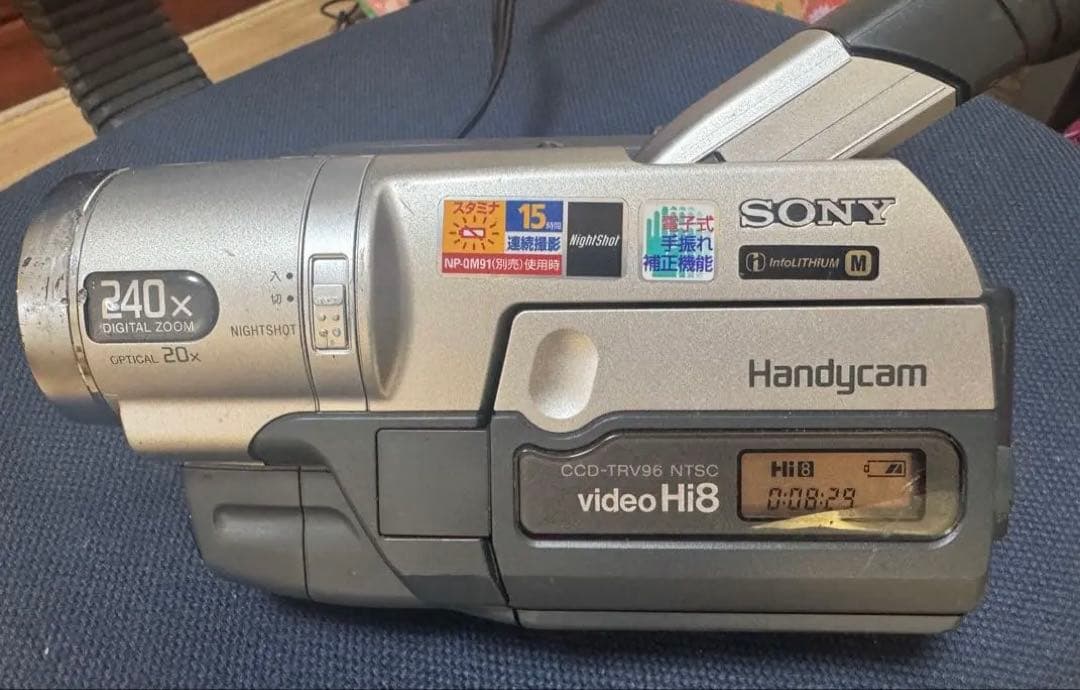 240x
DIGITAL ZOOM
OPTICAL 20x
入
切
NIGHTSHOT
スタミナ
15時間
連続撮影
NP-QM91(別売)使用時
NightShot
電子式
手振れ
補正機能
SONY
i InfoLITHIUM M
Handycam
CCD-TRV96 NTSC
video Hi8
Hi8
0:08:29